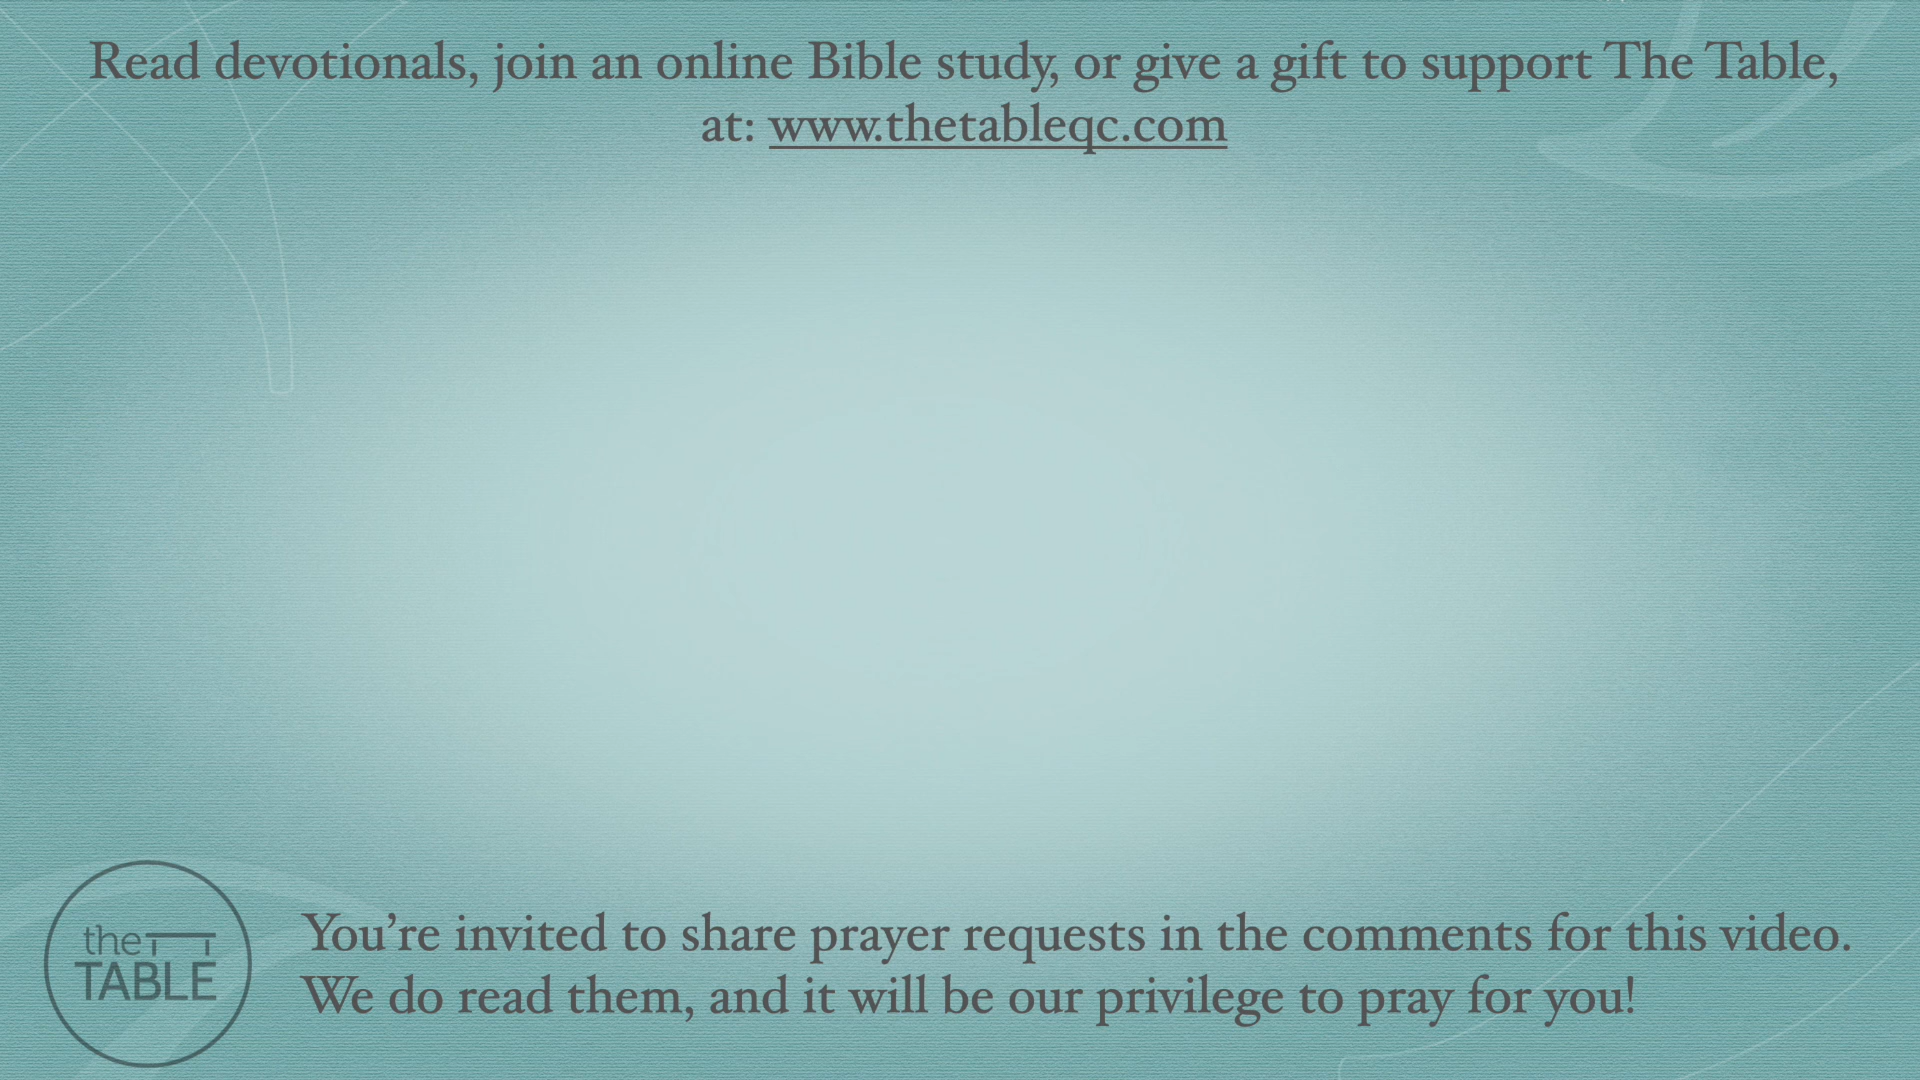 Read devotionals, join an online Bible study, or give a gift to support The Table,
at: www.thetableqc.com
You’re invited to share prayer requests in the comments for this video.
We do read them, and it will be our privilege to pray for you!
the
TABLE